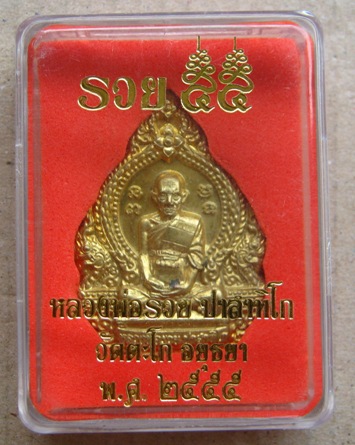 รวย ๕๕
หลวงพ่อรวย ปาสาทิโก
วัดตะโก อยุธยา
พ.ศ. ๒๕๕๕